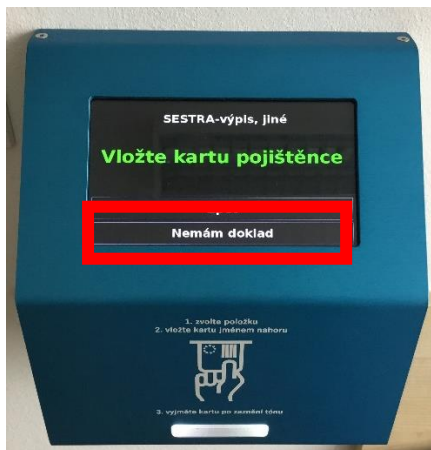 SESTRA-výpis, jiné
Vložte kartu pojištěnce
Nemám doklad
1. zvolte položku
2. vložte kartu jménem nahoru
3. vyjměte kartu po zaznění tónu